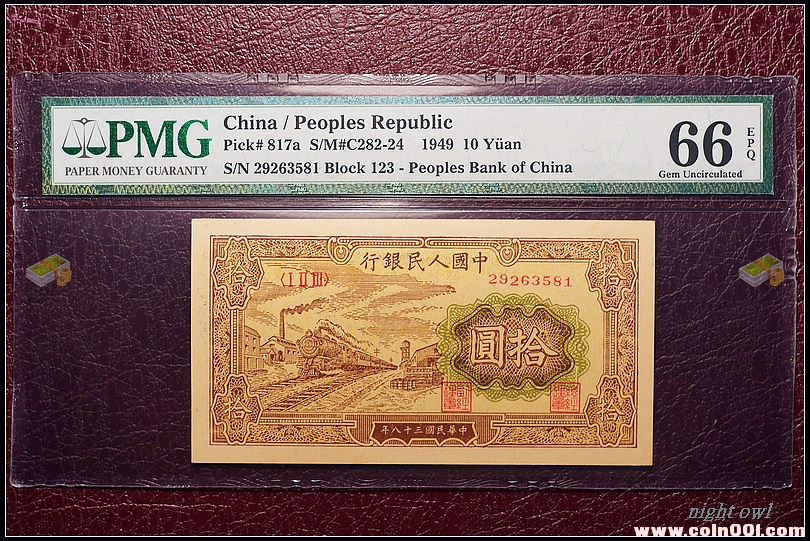 PMG
PAPER MONEY GUARANTY
China / Peoples Republic
Pick# 817a S/M#C282-24 1949 10 Yüan
S/N 29263581 Block 123 - Peoples Bank of China
66
EPQ
Gem Uncirculated
行銀民人國中
〈I II III〉
29263581
拾
拾
圓拾
拾
拾
年八十三國民華中
night owl
www.coin001.com